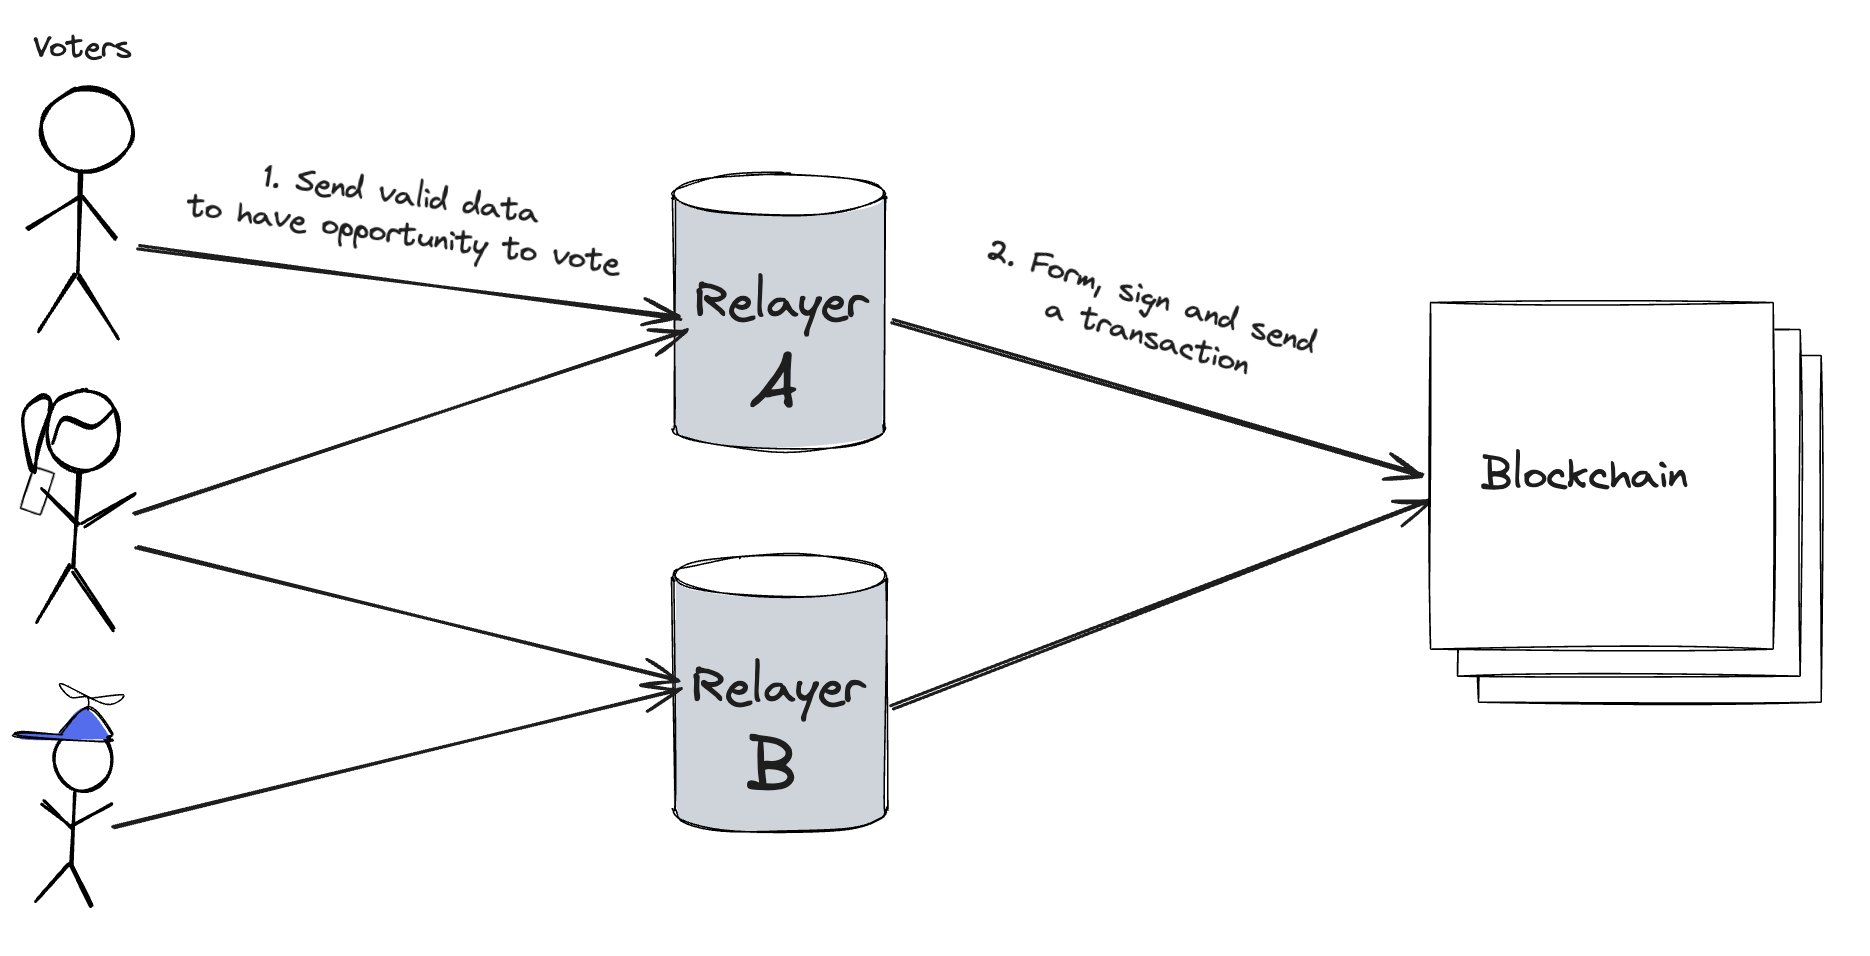 Voters
1. Send valid data
to have opportunity to vote
Relayer
A
2. Form, sign and send
a transaction
Blockchain
Relayer
B